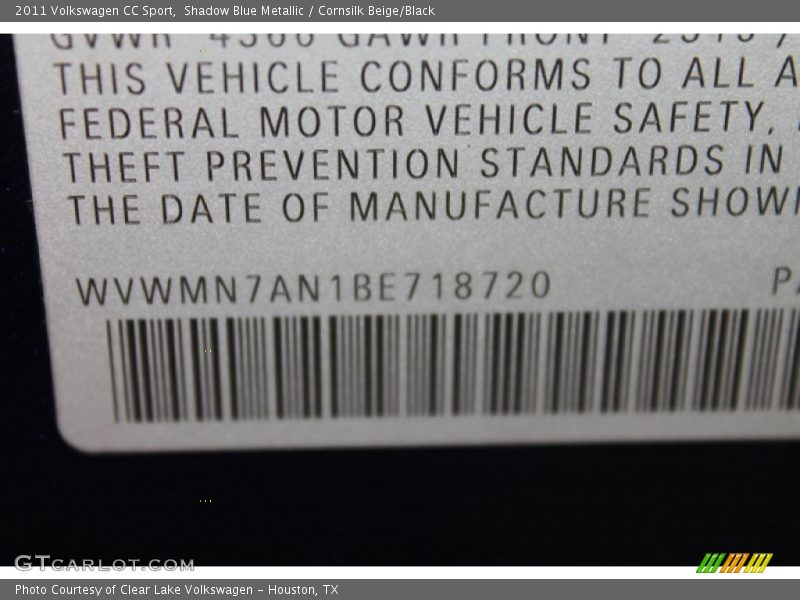 2011 Volkswagen CC Sport, Shadow Blue Metallic / Cornsilk Beige/Black
THIS VEHICLE CONFORMS TO ALL A
FEDERAL MOTOR VEHICLE SAFETY,
THEFT PREVENTION STANDARDS IN
THE DATE OF MANUFACTURE SHOW
WVWMN7AN1BE718720
GTCARLOT.COM
Photo Courtesy of Clear Lake Volkswagen – Houston, TX